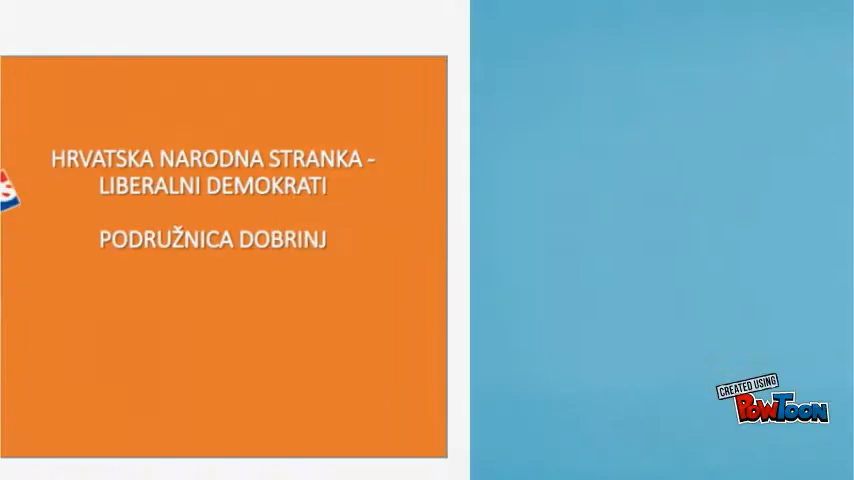 HRVATSKA NARODNA STRANKA -
LIBERALNI DEMOKRATI
PODRUŽNICA DOBRINJ
CREATED USING
POWTOON